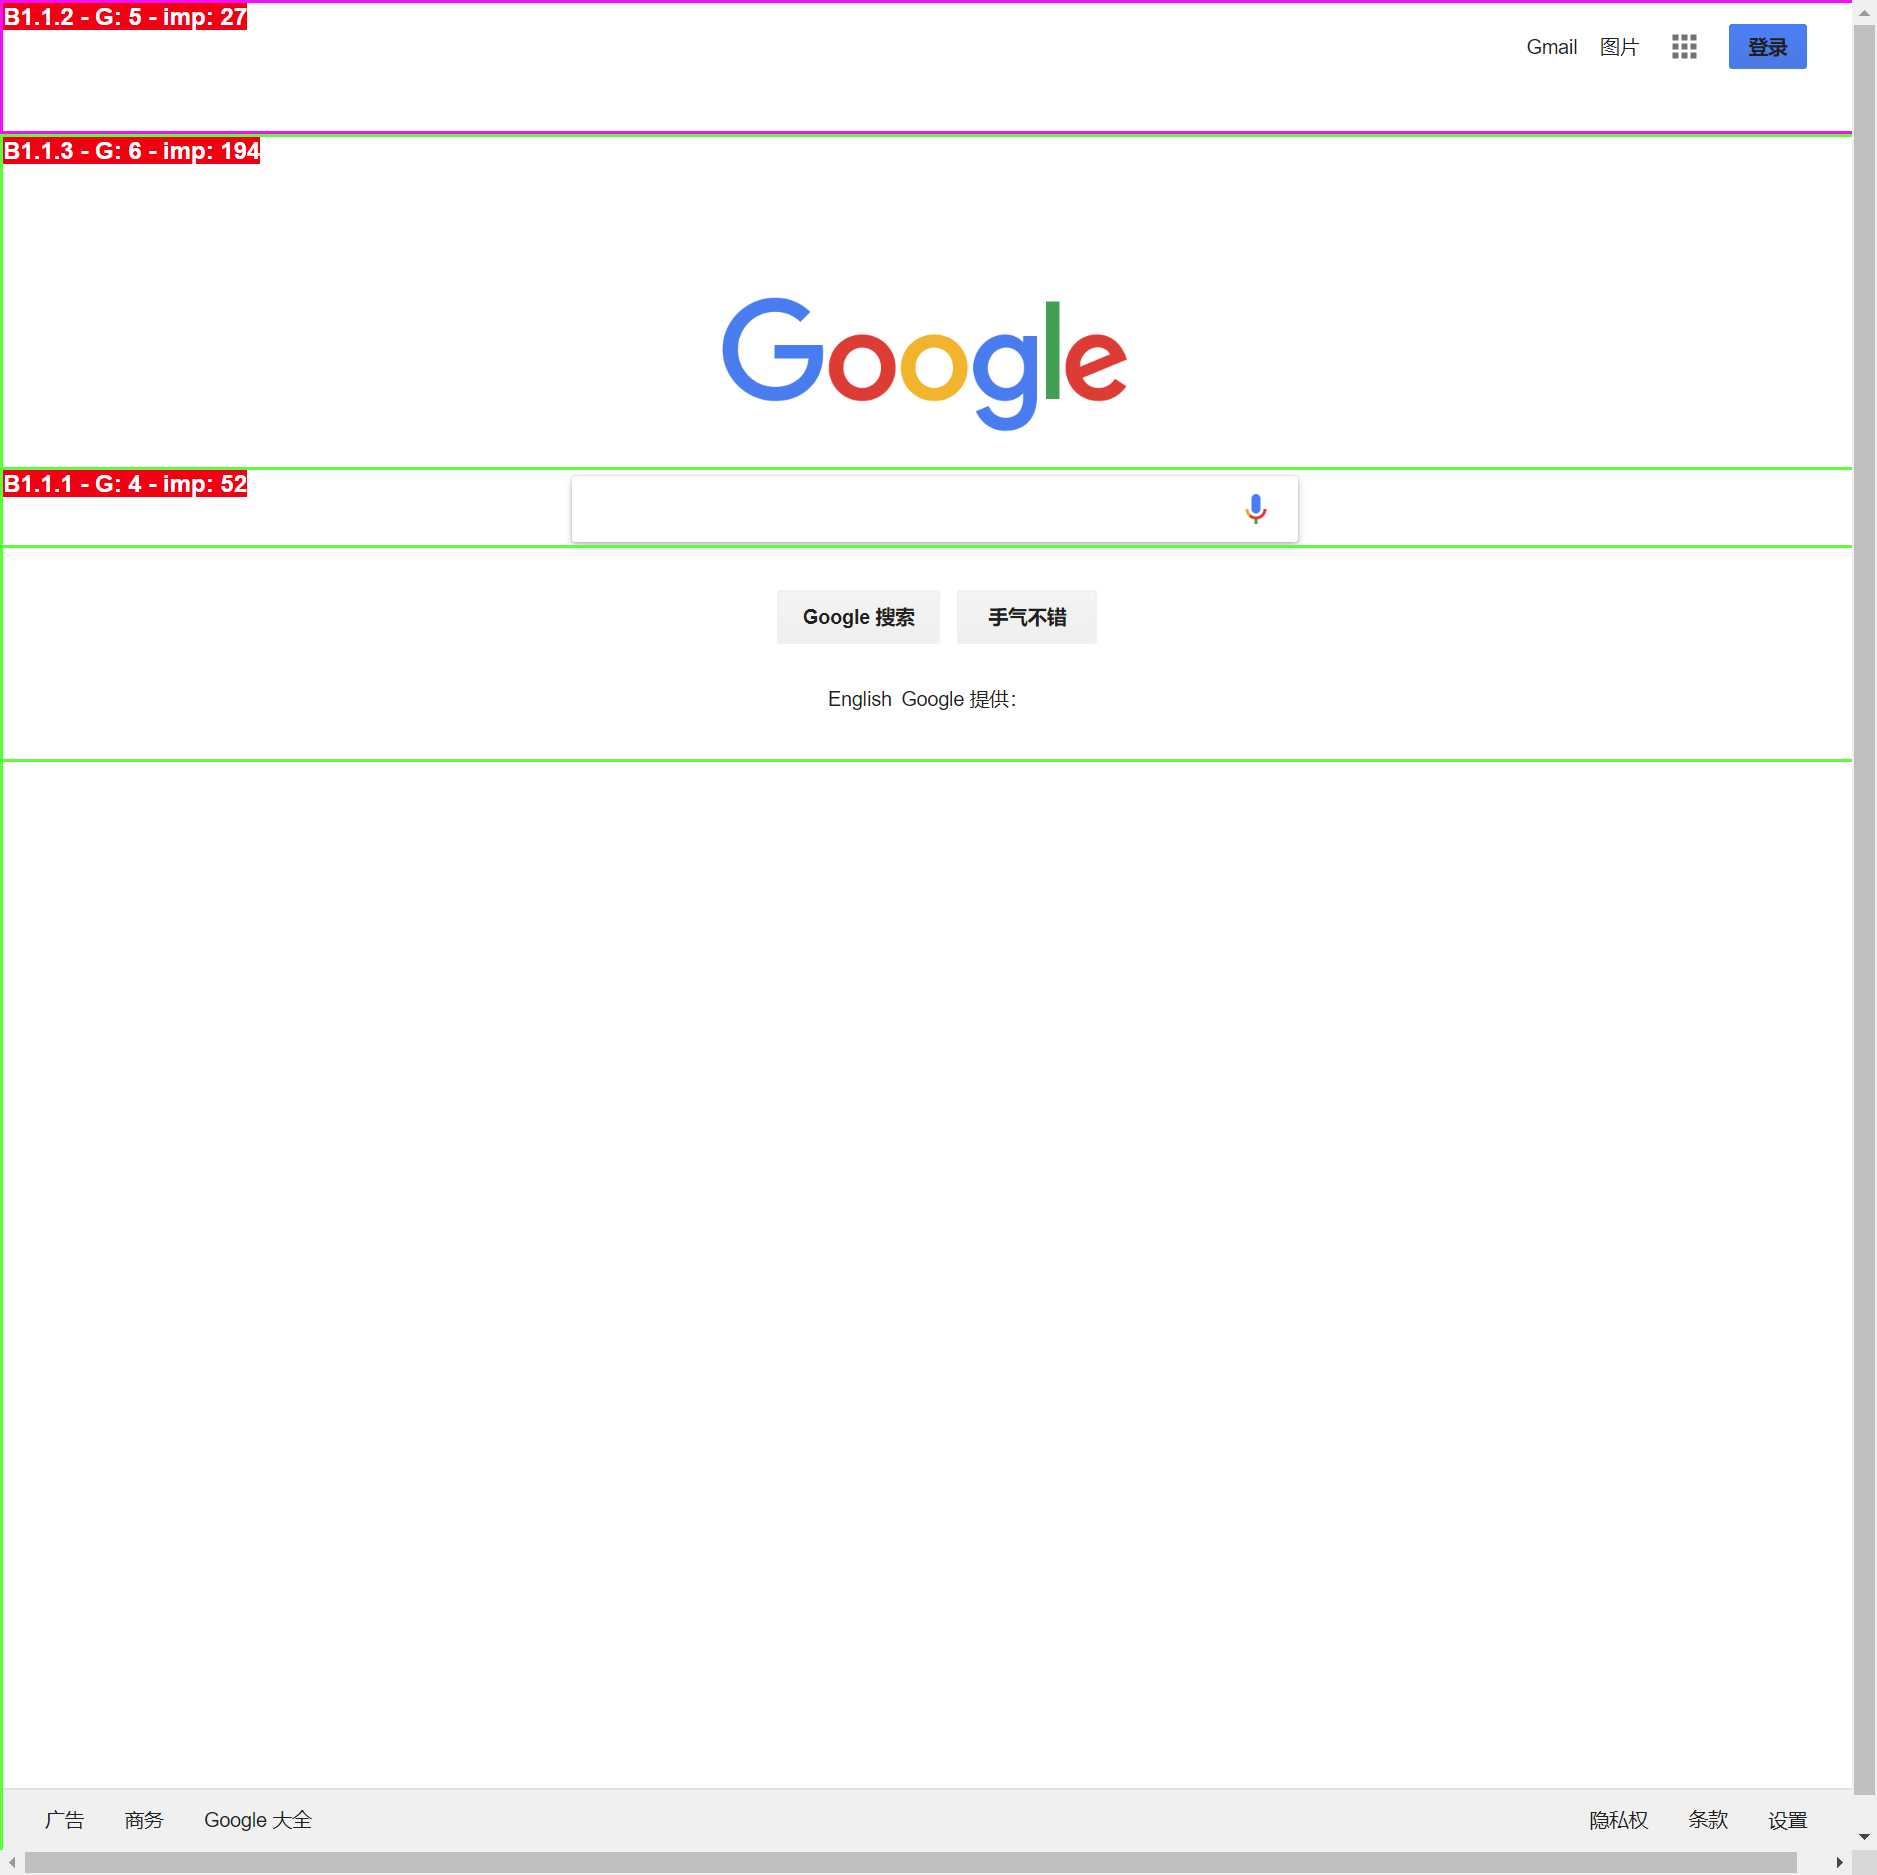 B1.1.2 - G: 5 - imp: 27
Gmail 图片 登录
B1.1.3 - G: 6 - imp: 194
Google
B1.1.1 - G: 4 - imp: 52
Google 搜索 手气不错
English Google 提供：
广告 商务 Google 大全 隐私权 条款 设置